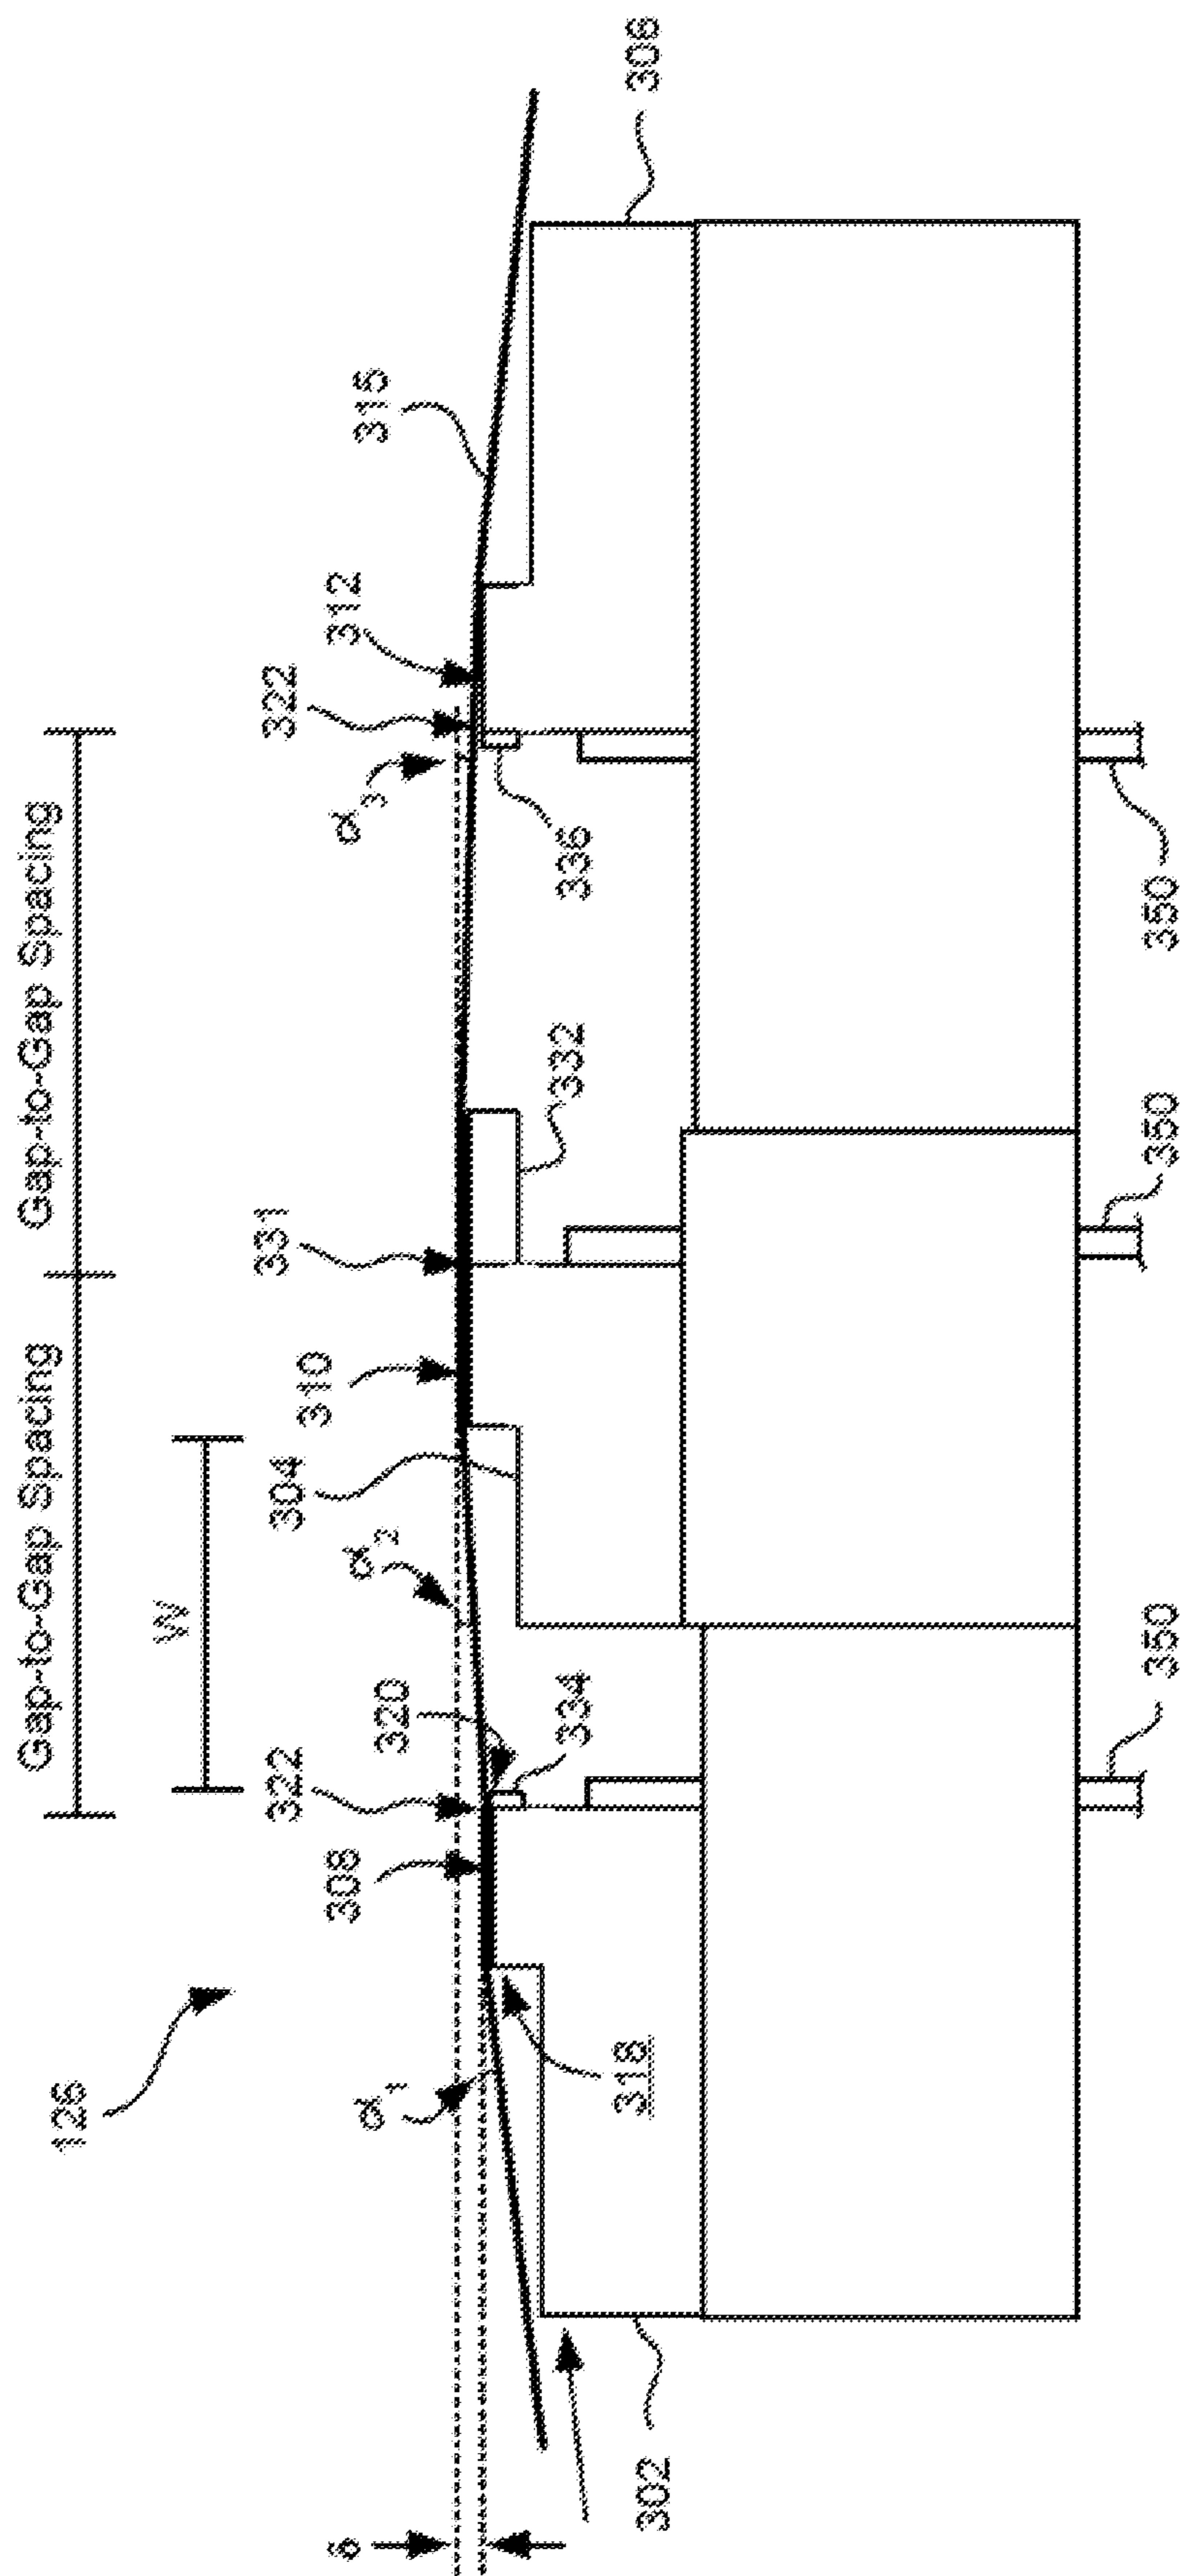 Gap-to-Gap Spacing
Gap-to-Gap Spacing
W
126
δ
α1
308
322
320
α2
304
310
331
α3
322
312
315
302
318
334
332
336
306
350
350
350